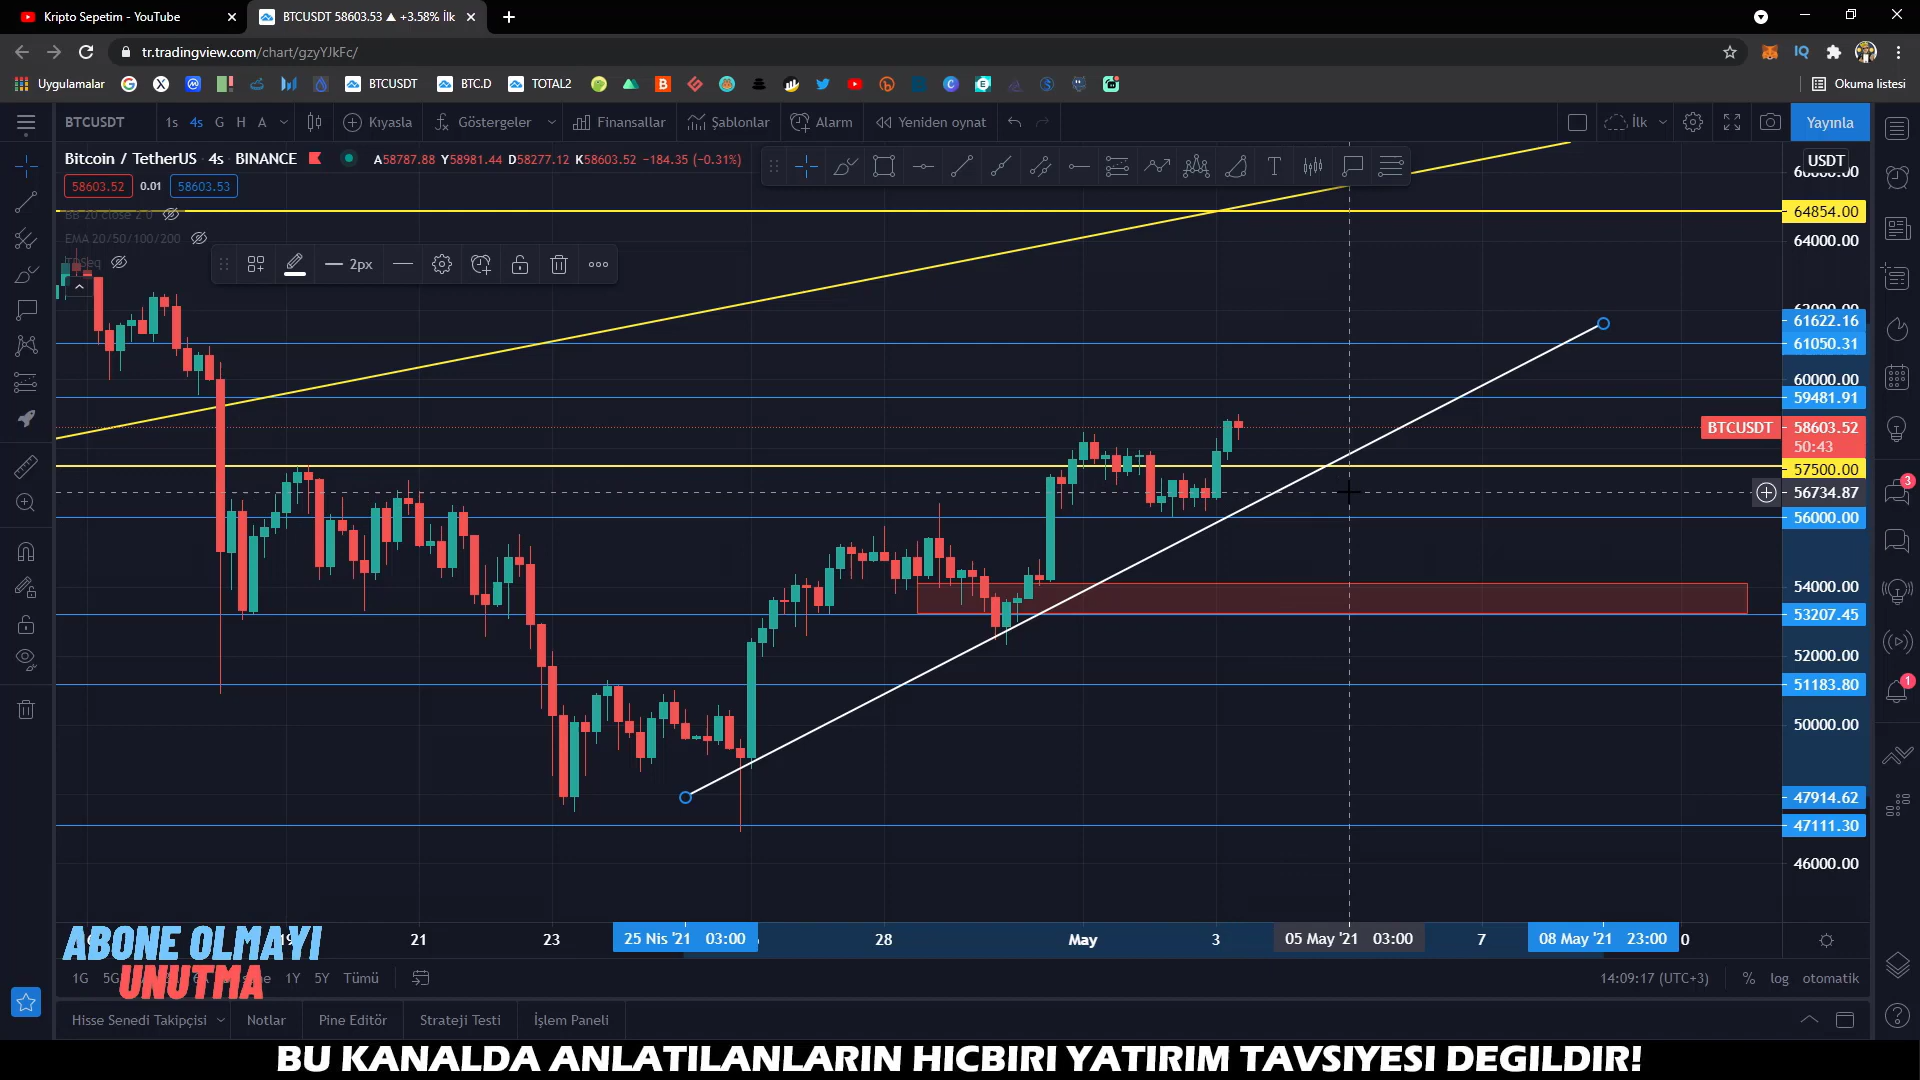 Kripto Sepetim - YouTube
BTCUSDT 58603.53 ▲ +3.58% İlk
tr.tradingview.com/chart/gzyYJkFc/
Uygulamalar
BTCUSDT
BTC.D
TOTAL2
Okuma listesi
BTCUSDT 1s 4s G H A Kıyasla Göstergeler Finansallar Şablonlar Alarm Yeniden oynat İlk Yayınla
Bitcoin / TetherUS · 4s · BINANCE A58787.88 Y58981.44 D58277.12 K58603.52 -184.35 (-0.31%)
USDT
58603.52 0.01 58603.53
BB 20 close 2 0
EMA 20/50/100/200
2px
64854.00
64000.00
61622.16
61050.31
60000.00
59481.91
BTCUSDT 58603.52
50:43
57500.00
56734.87
56000.00
54000.00
53207.45
52000.00
51183.80
50000.00
47914.62
47111.30
46000.00
3
1
19 21 23 25 Nis '21 03:00 28 May 3 05 May '21 03:00 7 08 May '21 23:00
ABONE OLMAYI
UNUTMA
1G 1Y 5Y Tümü
14:09:17 (UTC+3) % log otomatik
Hisse Senedi Takipçisi Notlar Pine Editör Strateji Testi İşlem Paneli
BU KANALDA ANLATILANLARIN HICBIRI YATIRIM TAVSIYESI DEGILDIR!